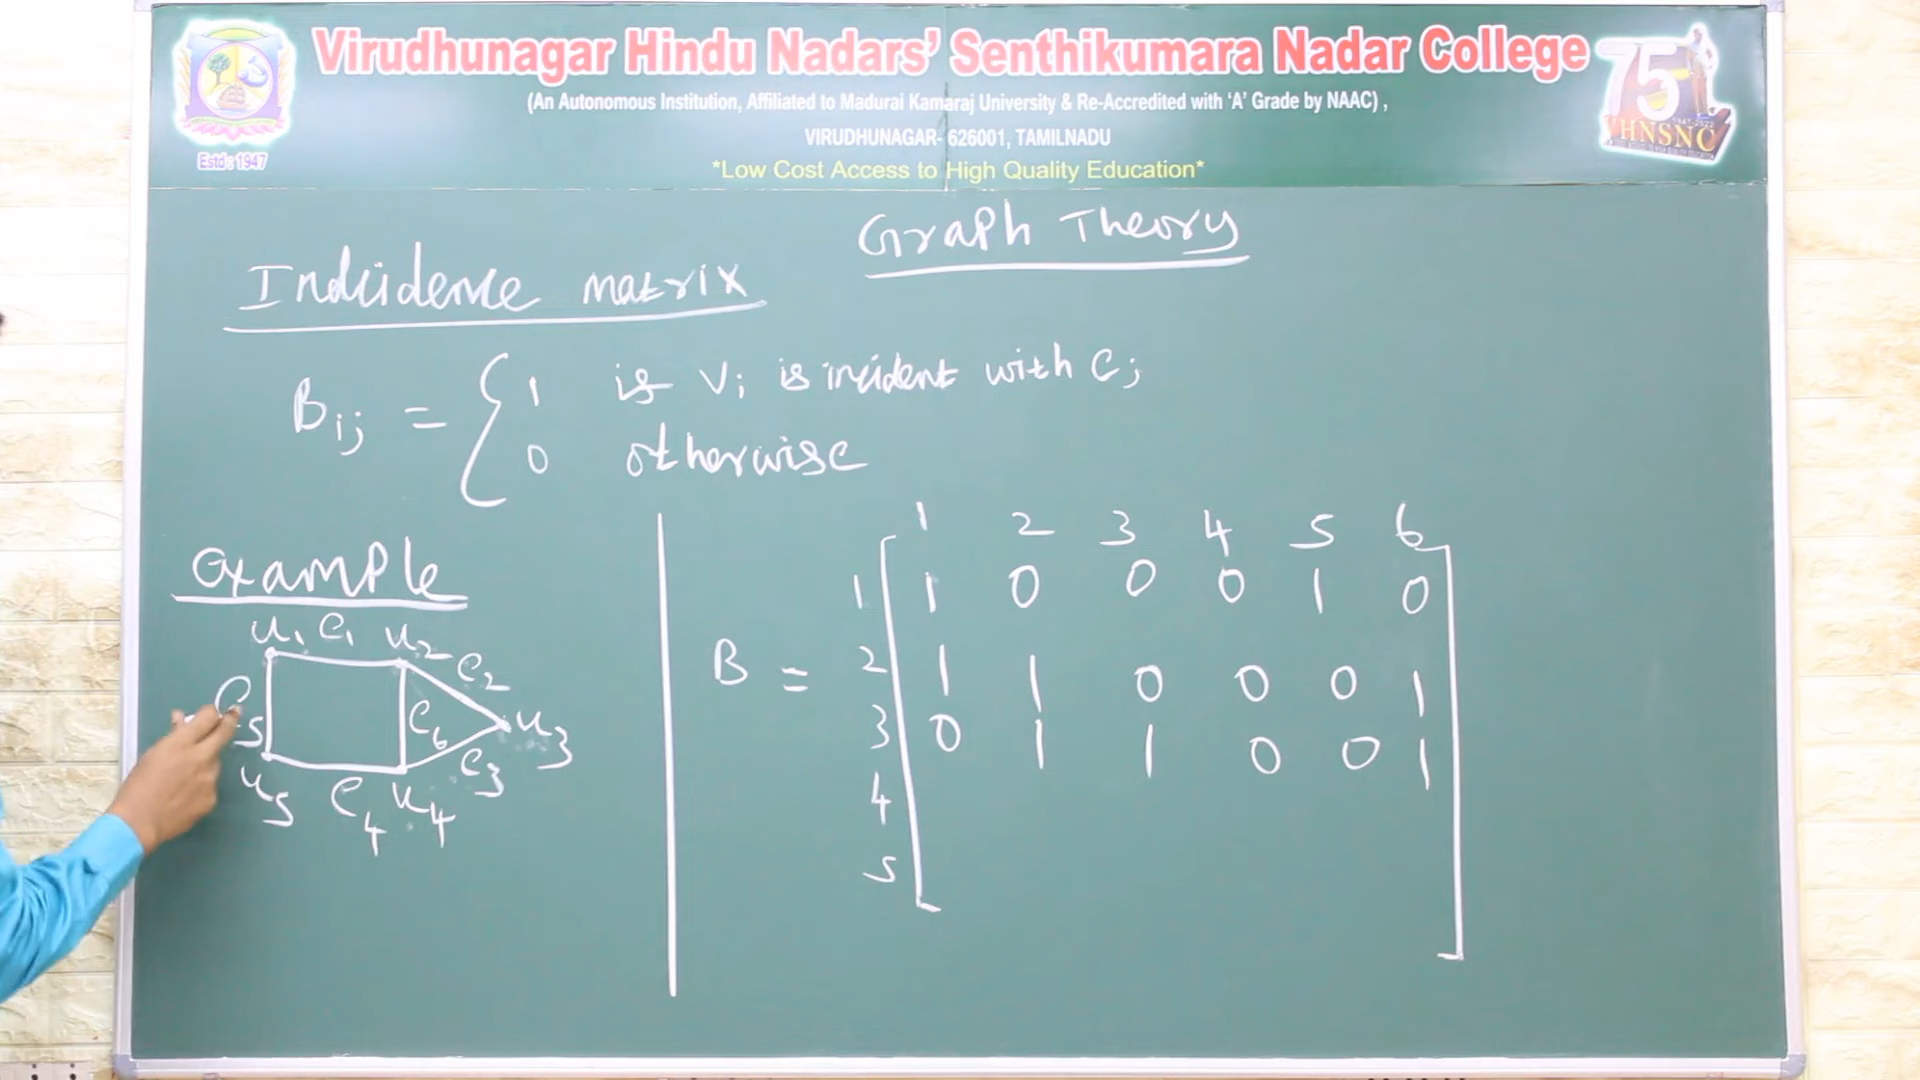 Virudhunagar Hindu Nadars' Senthikumara Nadar College
(An Autonomous Institution, Affiliated to Madurai Kamaraj University & Re-Accredited with 'A' Grade by NAAC) ,
VIRUDHUNAGAR- 626001, TAMILNADU
*Low Cost Access to High Quality Education*
Estd: 1947
75
1947-2022
VHNSNC
Graph Theory
Indcidence matrix
Bij = { 1 if Vi is incident with ej
0 otherwise
Example
u1 e1 u2
e2
e5 e6 u3
e3
u5 e4 u4
1 2 3 4 5 6
1 1 0 0 0 1 0
B = 2 1 1 0 0 0 1
3 0 1 1 0 0 1
4
5